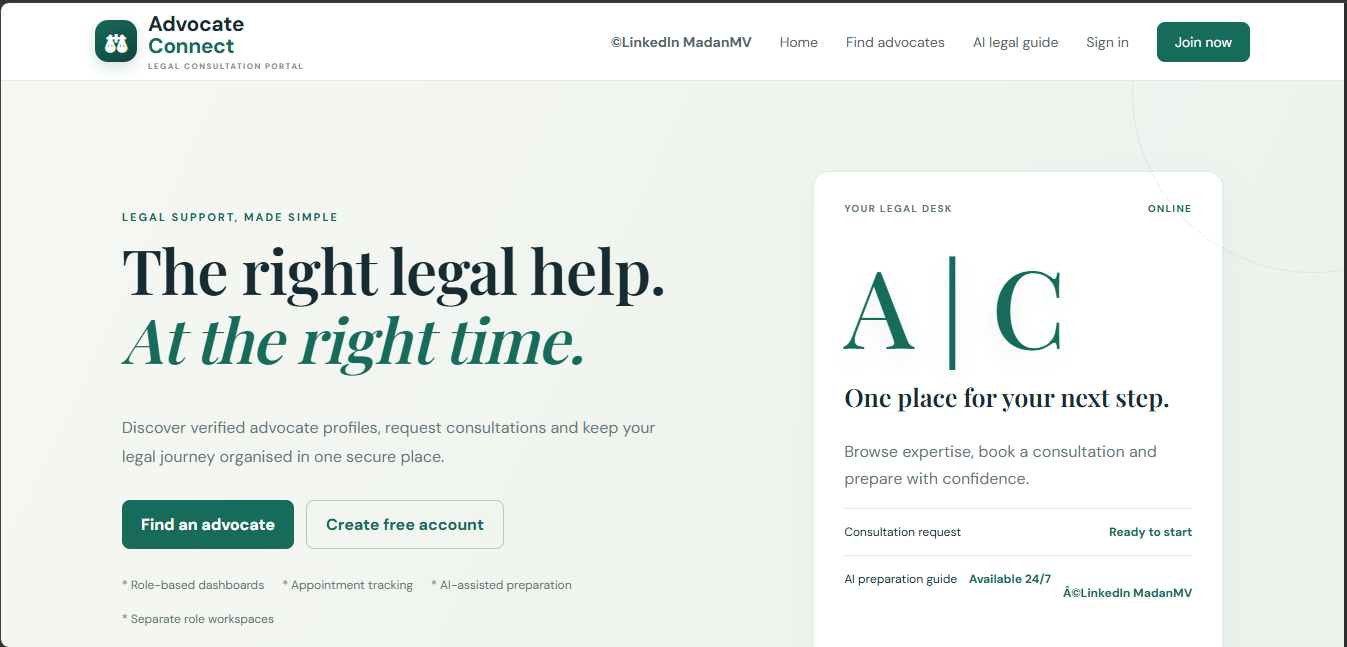 Advocate
Connect
LEGAL CONSULTATION PORTAL
©LinkedIn MadanMV
Home
Find advocates
AI legal guide
Sign in
Join now
LEGAL SUPPORT, MADE SIMPLE
The right legal help.
At the right time.
Discover verified advocate profiles, request consultations and keep your
legal journey organised in one secure place.
Find an advocate
Create free account
* Role-based dashboards
* Appointment tracking
* AI-assisted preparation
* Separate role workspaces
YOUR LEGAL DESK
ONLINE
A | C
One place for your next step.
Browse expertise, book a consultation and
prepare with confidence.
Consultation request
Ready to start
AI preparation guide
Available 24/7
©LinkedIn MadanMV